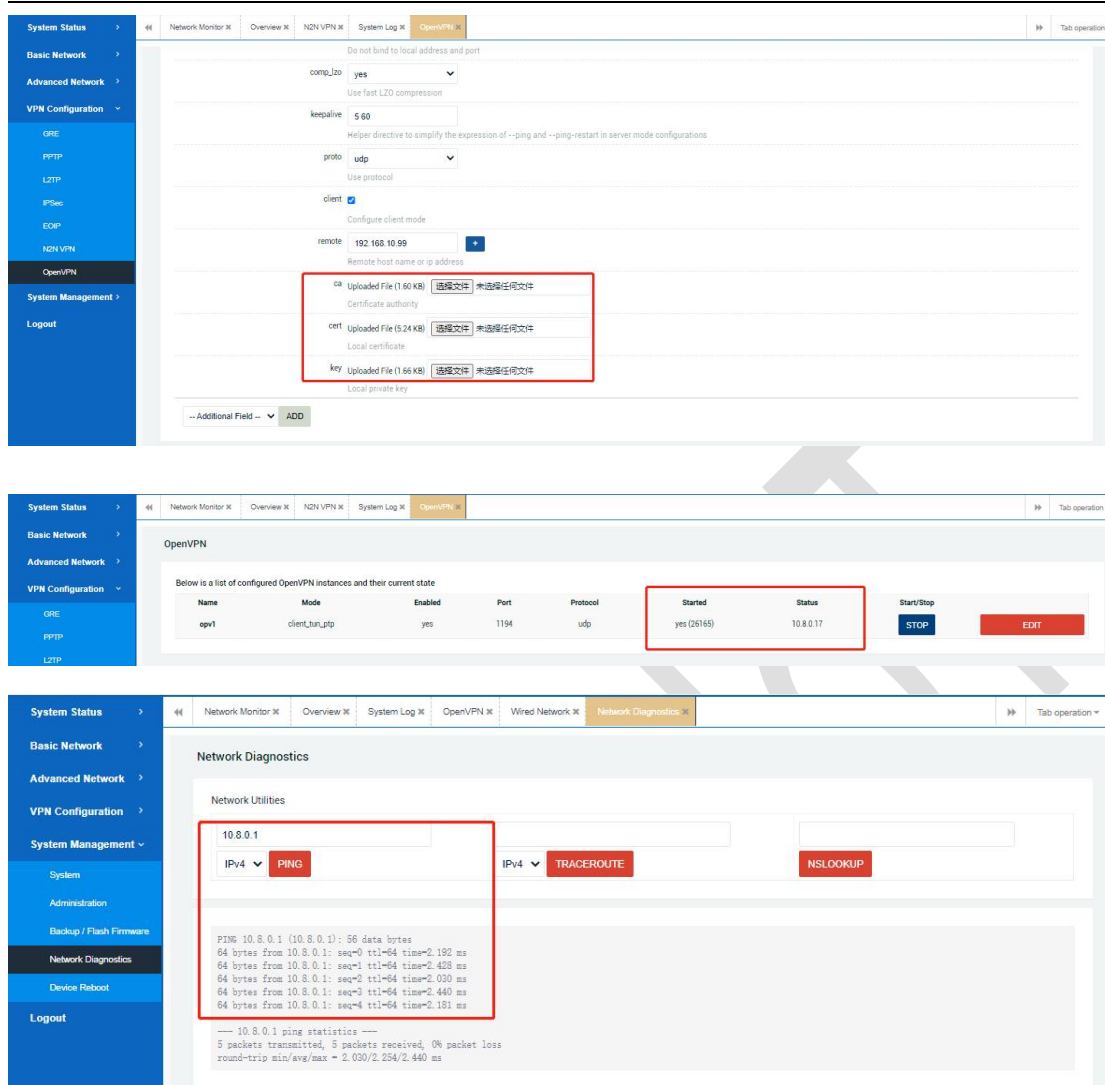 System Status
Network Monitor Overview N2N VPN System Log OpenVPN Tab operation
Basic Network
Advanced Network
VPN Configuration
GRE
PPTP
L2TP
IPSec
EOIP
N2N VPN
OpenVPN
System Management
Logout
Do not bind to local address and port
comp_lzo yes
Use fast LZO compression
keepalive 5 60
Helper directive to simplify the expression of --ping and --ping-restart in server mode configurations
proto udp
Use protocol
client
Configure client mode
remote 192.168.10.99 +
Remote host name or ip address
ca Uploaded File (1.60 KB) 选择文件 未选择任何文件
Certificate authority
cert Uploaded File (5.24 KB) 选择文件 未选择任何文件
Local certificate
key Uploaded File (1.66 KB) 选择文件 未选择任何文件
Local private key
-- Additional Field -- ADD
System Status
Network Monitor Overview N2N VPN System Log OpenVPN Tab operation
Basic Network
Advanced Network
VPN Configuration
GRE
PPTP
L2TP
OpenVPN
Below is a list of configured OpenVPN instances and their current state
Name Mode Enabled Port Protocol Started Status Start/Stop
opv1 client_tun_ptp yes 1194 udp yes (26165) 10.8.0.17 STOP EDIT
System Status
Network Monitor Overview System Log OpenVPN Wired Network Network Diagnostics Tab operation
Basic Network
Advanced Network
VPN Configuration
System Management
System
Administration
Backup / Flash Firmware
Network Diagnostics
Device Reboot
Logout
Network Diagnostics
Network Utilities
10.8.0.1
IPv4 PING IPv4 TRACEROUTE NSLOOKUP
PING 10.8.0.1 (10.8.0.1): 56 data bytes
64 bytes from 10.8.0.1: seq=0 ttl=64 time=2.192 ms
64 bytes from 10.8.0.1: seq=1 ttl=64 time=2.428 ms
64 bytes from 10.8.0.1: seq=2 ttl=64 time=2.030 ms
64 bytes from 10.8.0.1: seq=3 ttl=64 time=2.440 ms
64 bytes from 10.8.0.1: seq=4 ttl=64 time=2.181 ms
--- 10.8.0.1 ping statistics ---
5 packets transmitted, 5 packets received, 0% packet loss
round-trip min/avg/max = 2.030/2.254/2.440 ms